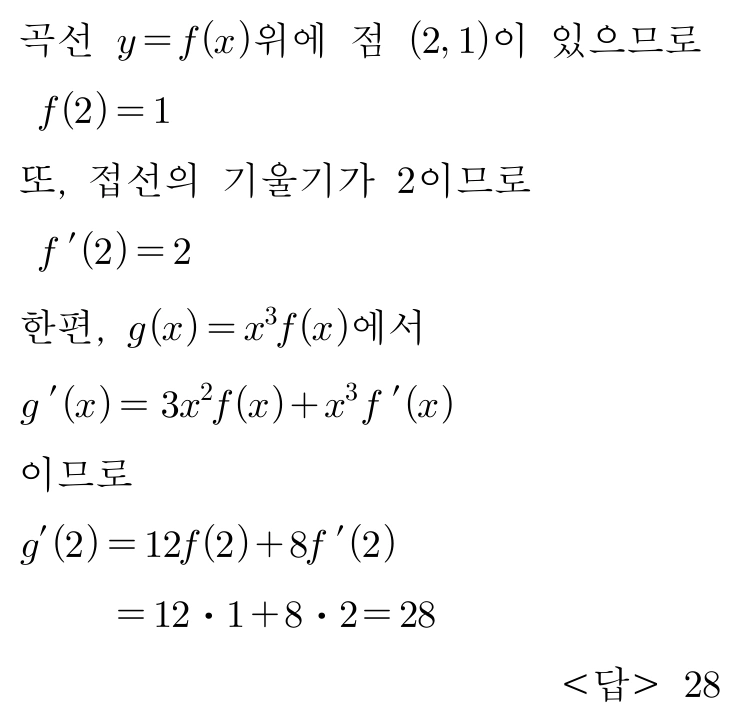 곡선 y=f(x)위에 점 (2, 1)이 있으므로
f(2)=1
또, 접선의 기울기가 2이므로
f ′(2)=2
한편, g(x)=x³f(x)에서
g ′(x)= 3x²f(x)+x³f ′(x)
이므로
g′(2)=12f(2)+8f ′(2)
=12・1+8・2=28
<답> 28